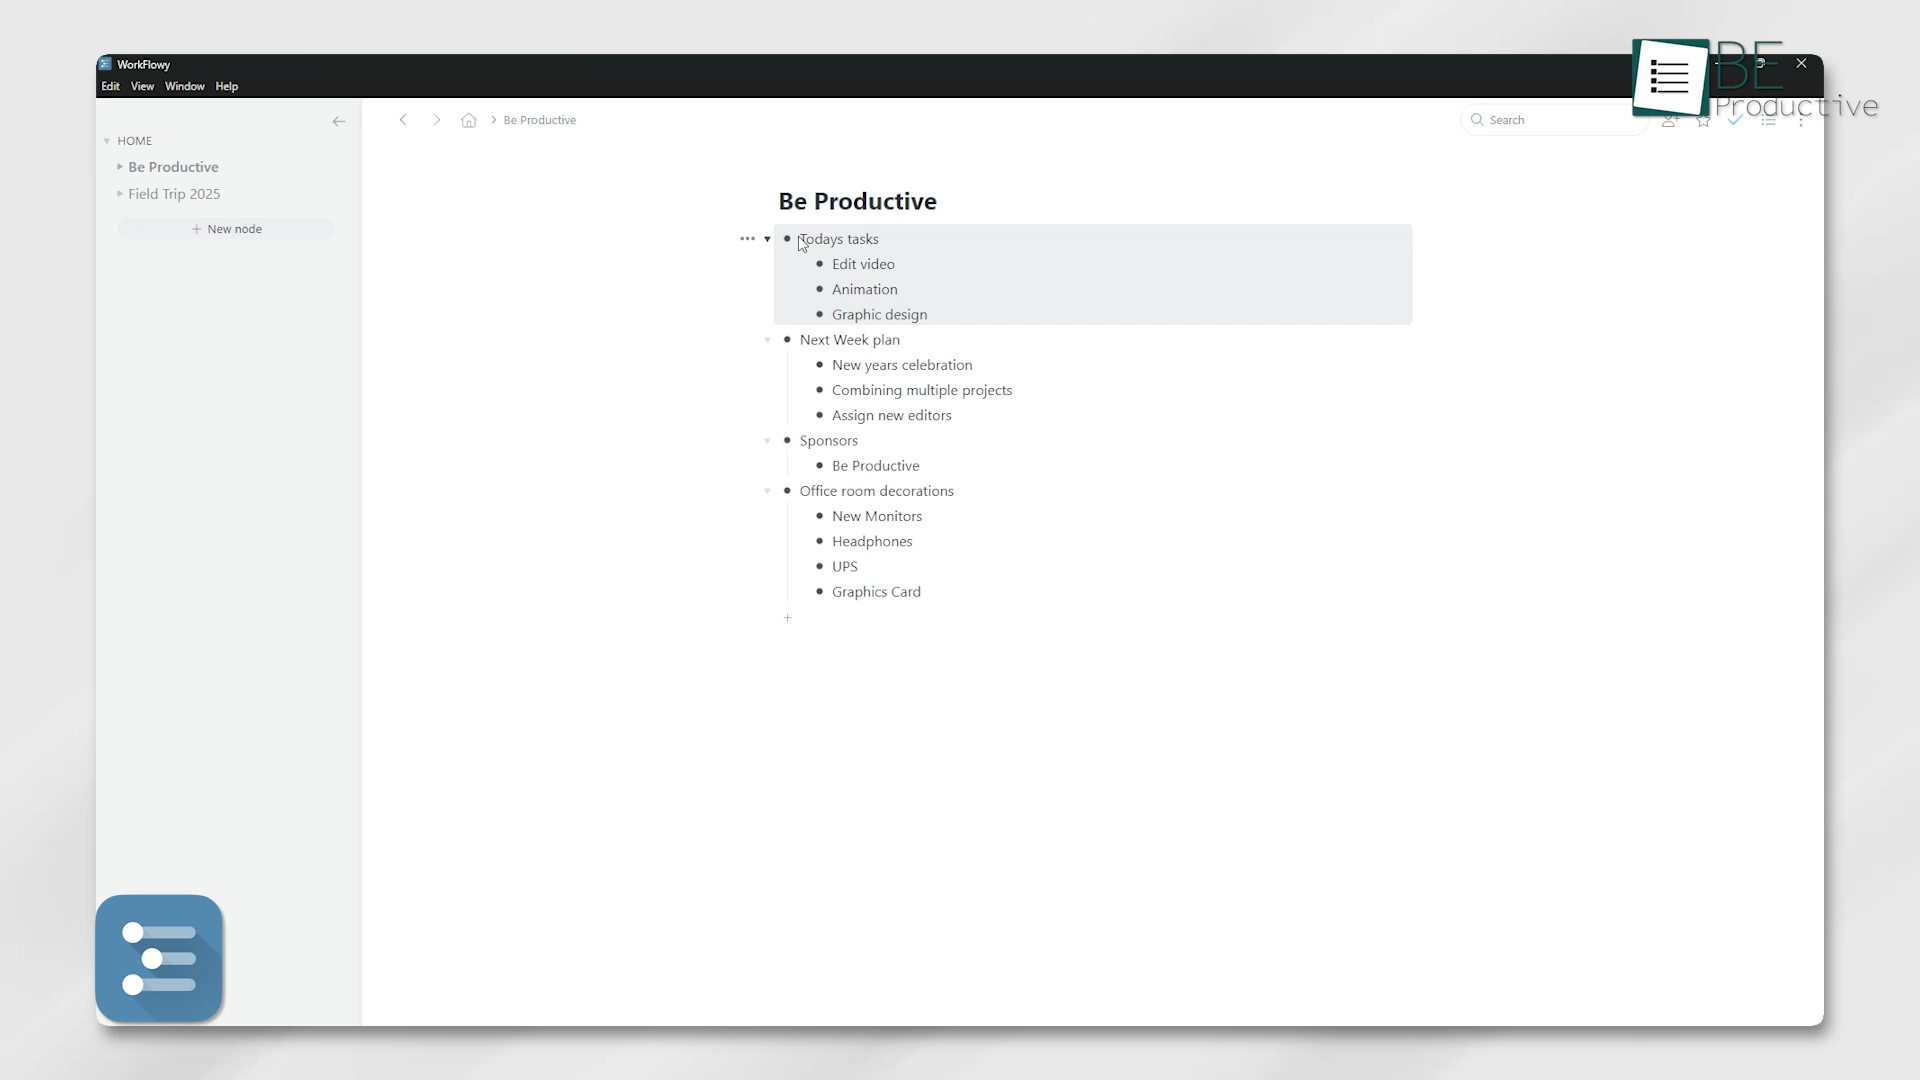 WorkFlowy
BE
Productive
Edit View Window Help
Be Productive
Search
HOME
Be Productive
Field Trip 2025
New node
Be Productive
Todays tasks
Edit video
Animation
Graphic design
Next Week plan
New years celebration
Combining multiple projects
Assign new editors
Sponsors
Be Productive
Office room decorations
New Monitors
Headphones
UPS
Graphics Card